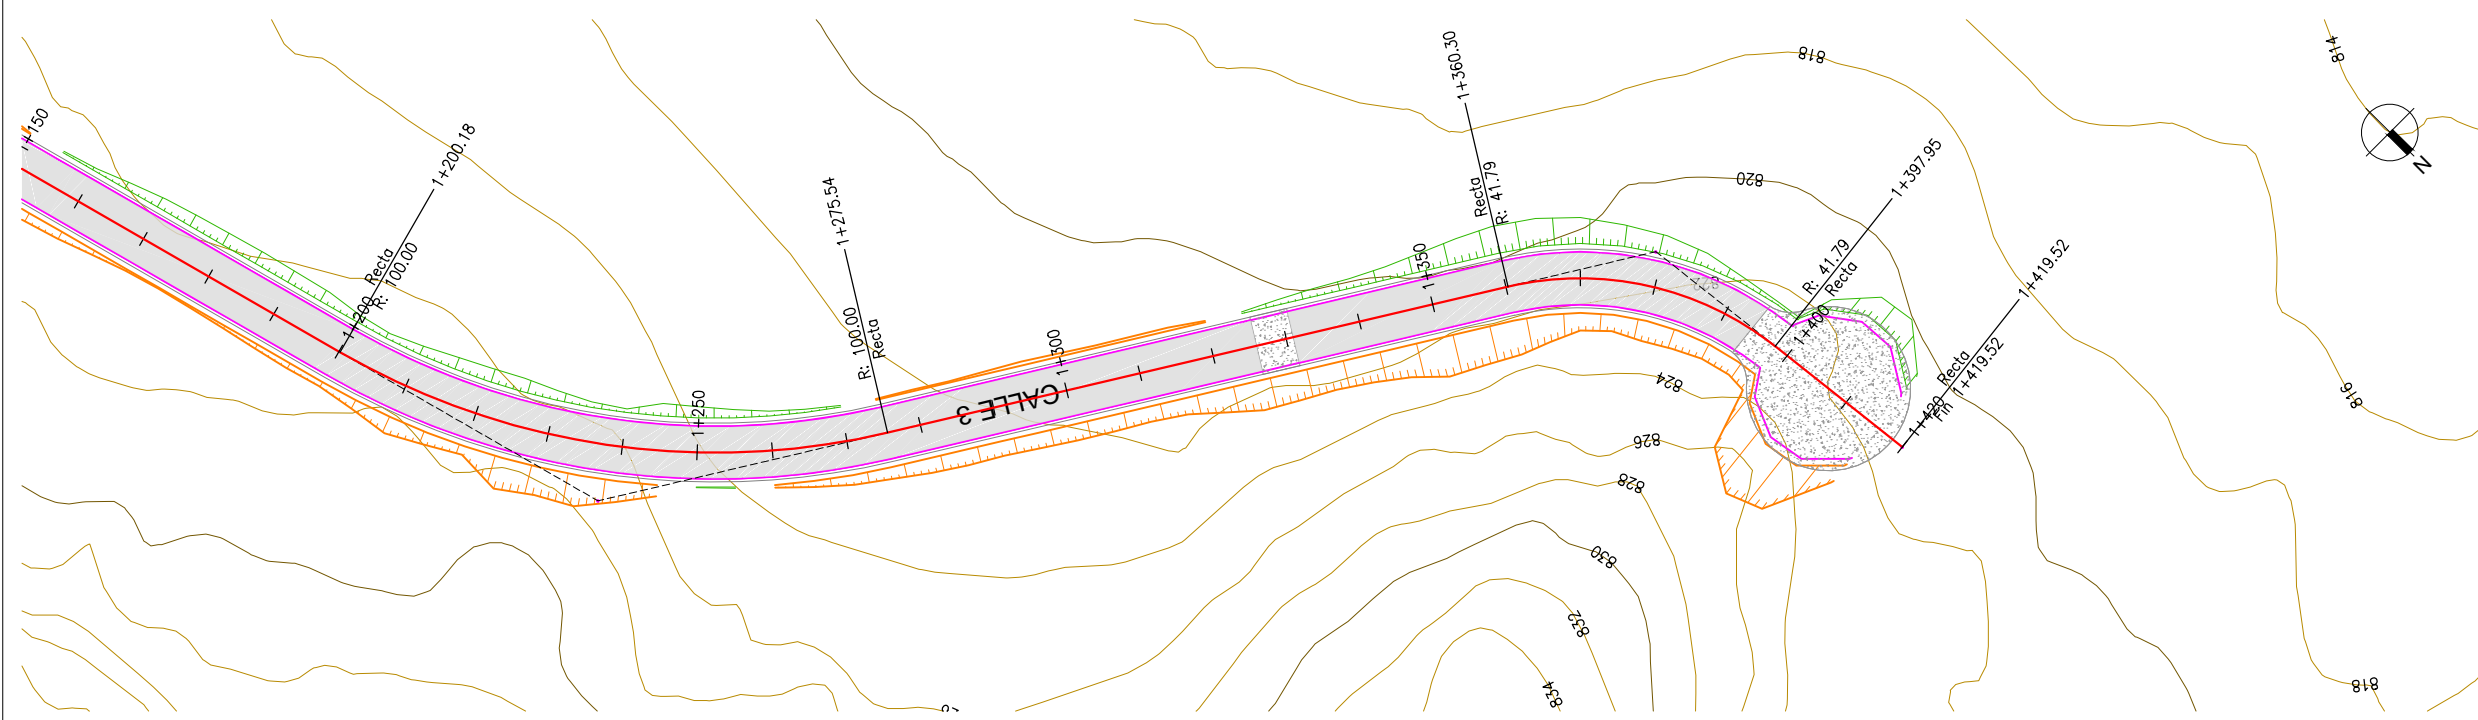 1+150
1+200.18
Recta
R: 100.00
1+200
1+250
1+275.54
R: 100.00
Recta
CALLE 3
1+300
1+350
1+360.30
Recta
R: 41.79
818
820
822
824
826
828
830
832
834
1+397.95
R: 41.79
Recta
1+400
1+419.52
Recta
Fin 1+419.52
1+420
814
N
816
818